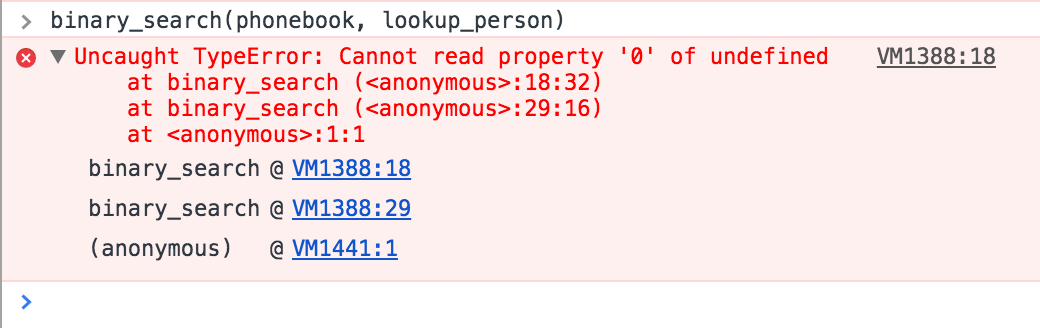 > binary_search(phonebook, lookup_person)
▼ Uncaught TypeError: Cannot read property '0' of undefined VM1388:18
at binary_search (<anonymous>:18:32)
at binary_search (<anonymous>:29:16)
at <anonymous>:1:1
binary_search @ VM1388:18
binary_search @ VM1388:29
(anonymous) @ VM1441:1
>